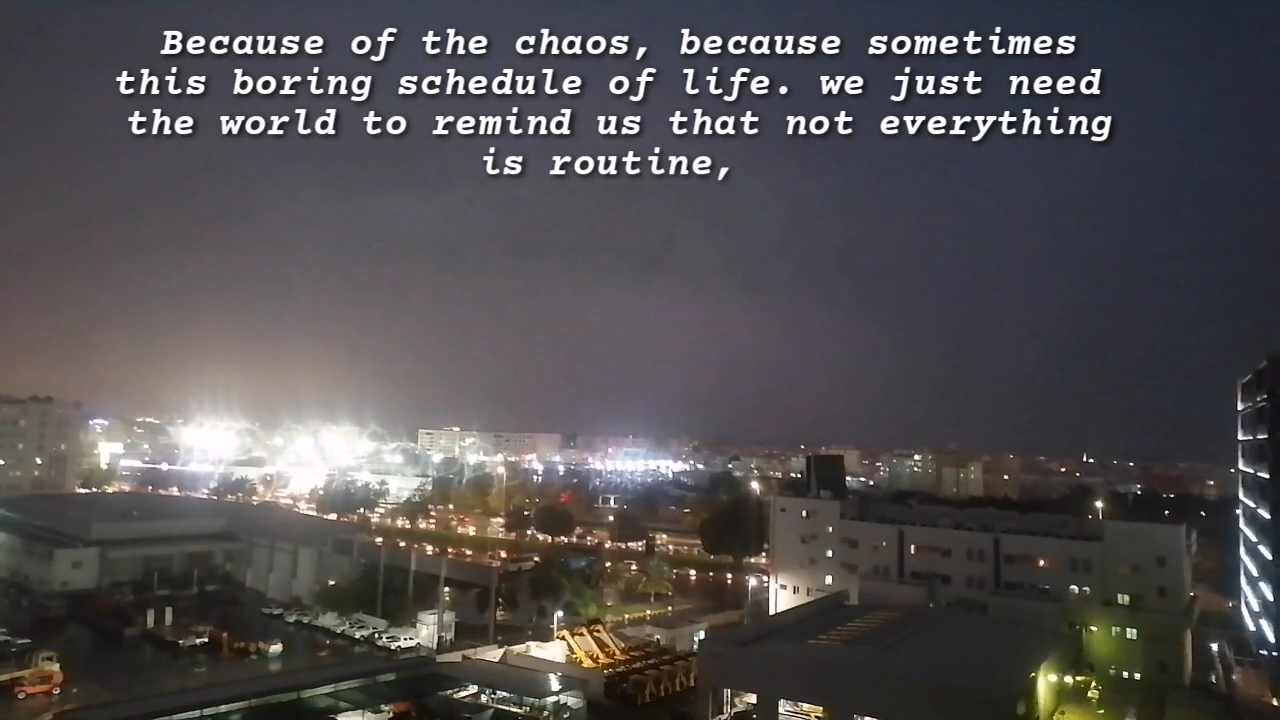 Because of the chaos, because sometimes
this boring schedule of life. we just need
the world to remind us that not everything
is routine,